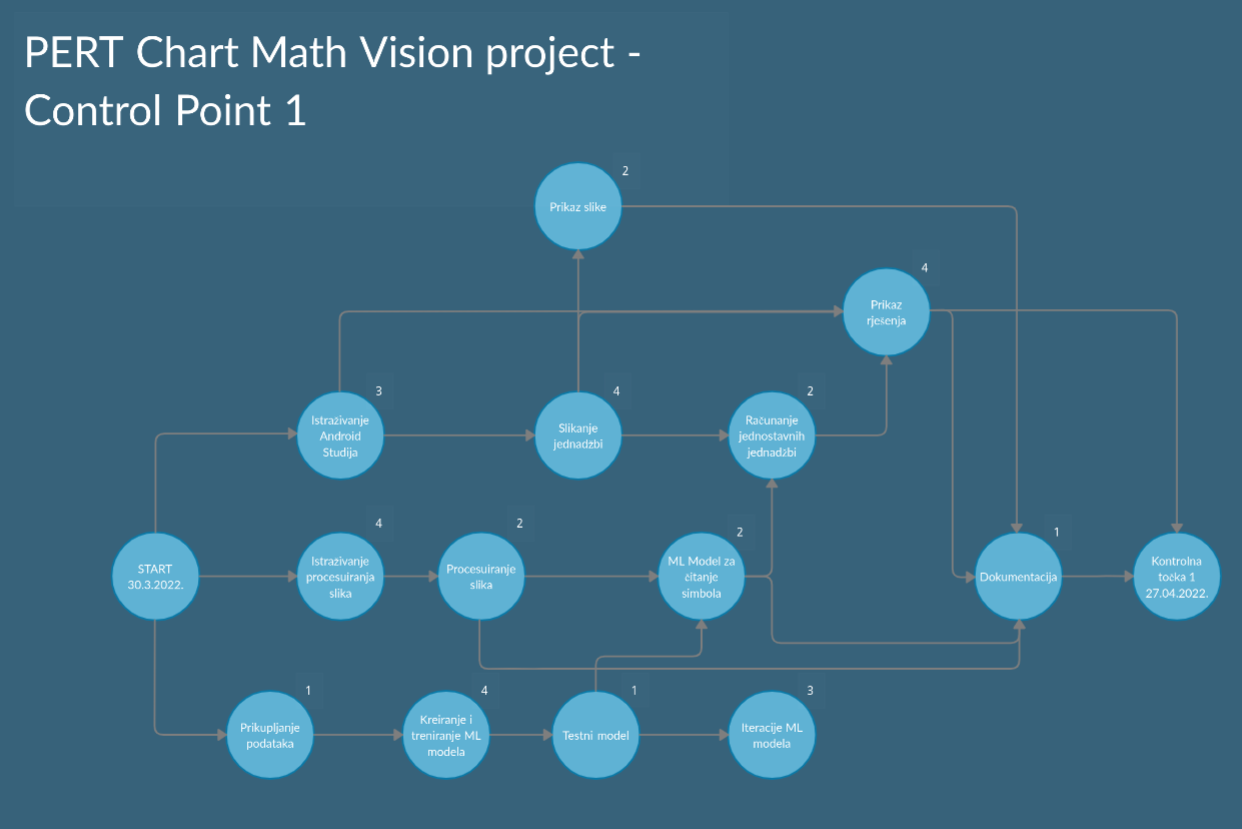 PERT Chart Math Vision project -
Control Point 1
2
Prikaz slike
4
Prikaz
rješenja
3
Istraživanje
Android
Studija
4
Slikanje
jednadžbi
2
Računanje
jednostavnih
jednadžbi
START
30.3.2022.
4
Istraživanje
procesuiranja
slika
2
Procesuiranje
slika
2
ML Model za
čitanje
simbola
1
Dokumentacija
Kontrolna
točka 1
27.04.2022.
1
Prikupljanje
podataka
4
Kreiranje i
treniranje ML
modela
1
Testni model
3
Iteracije ML
modela